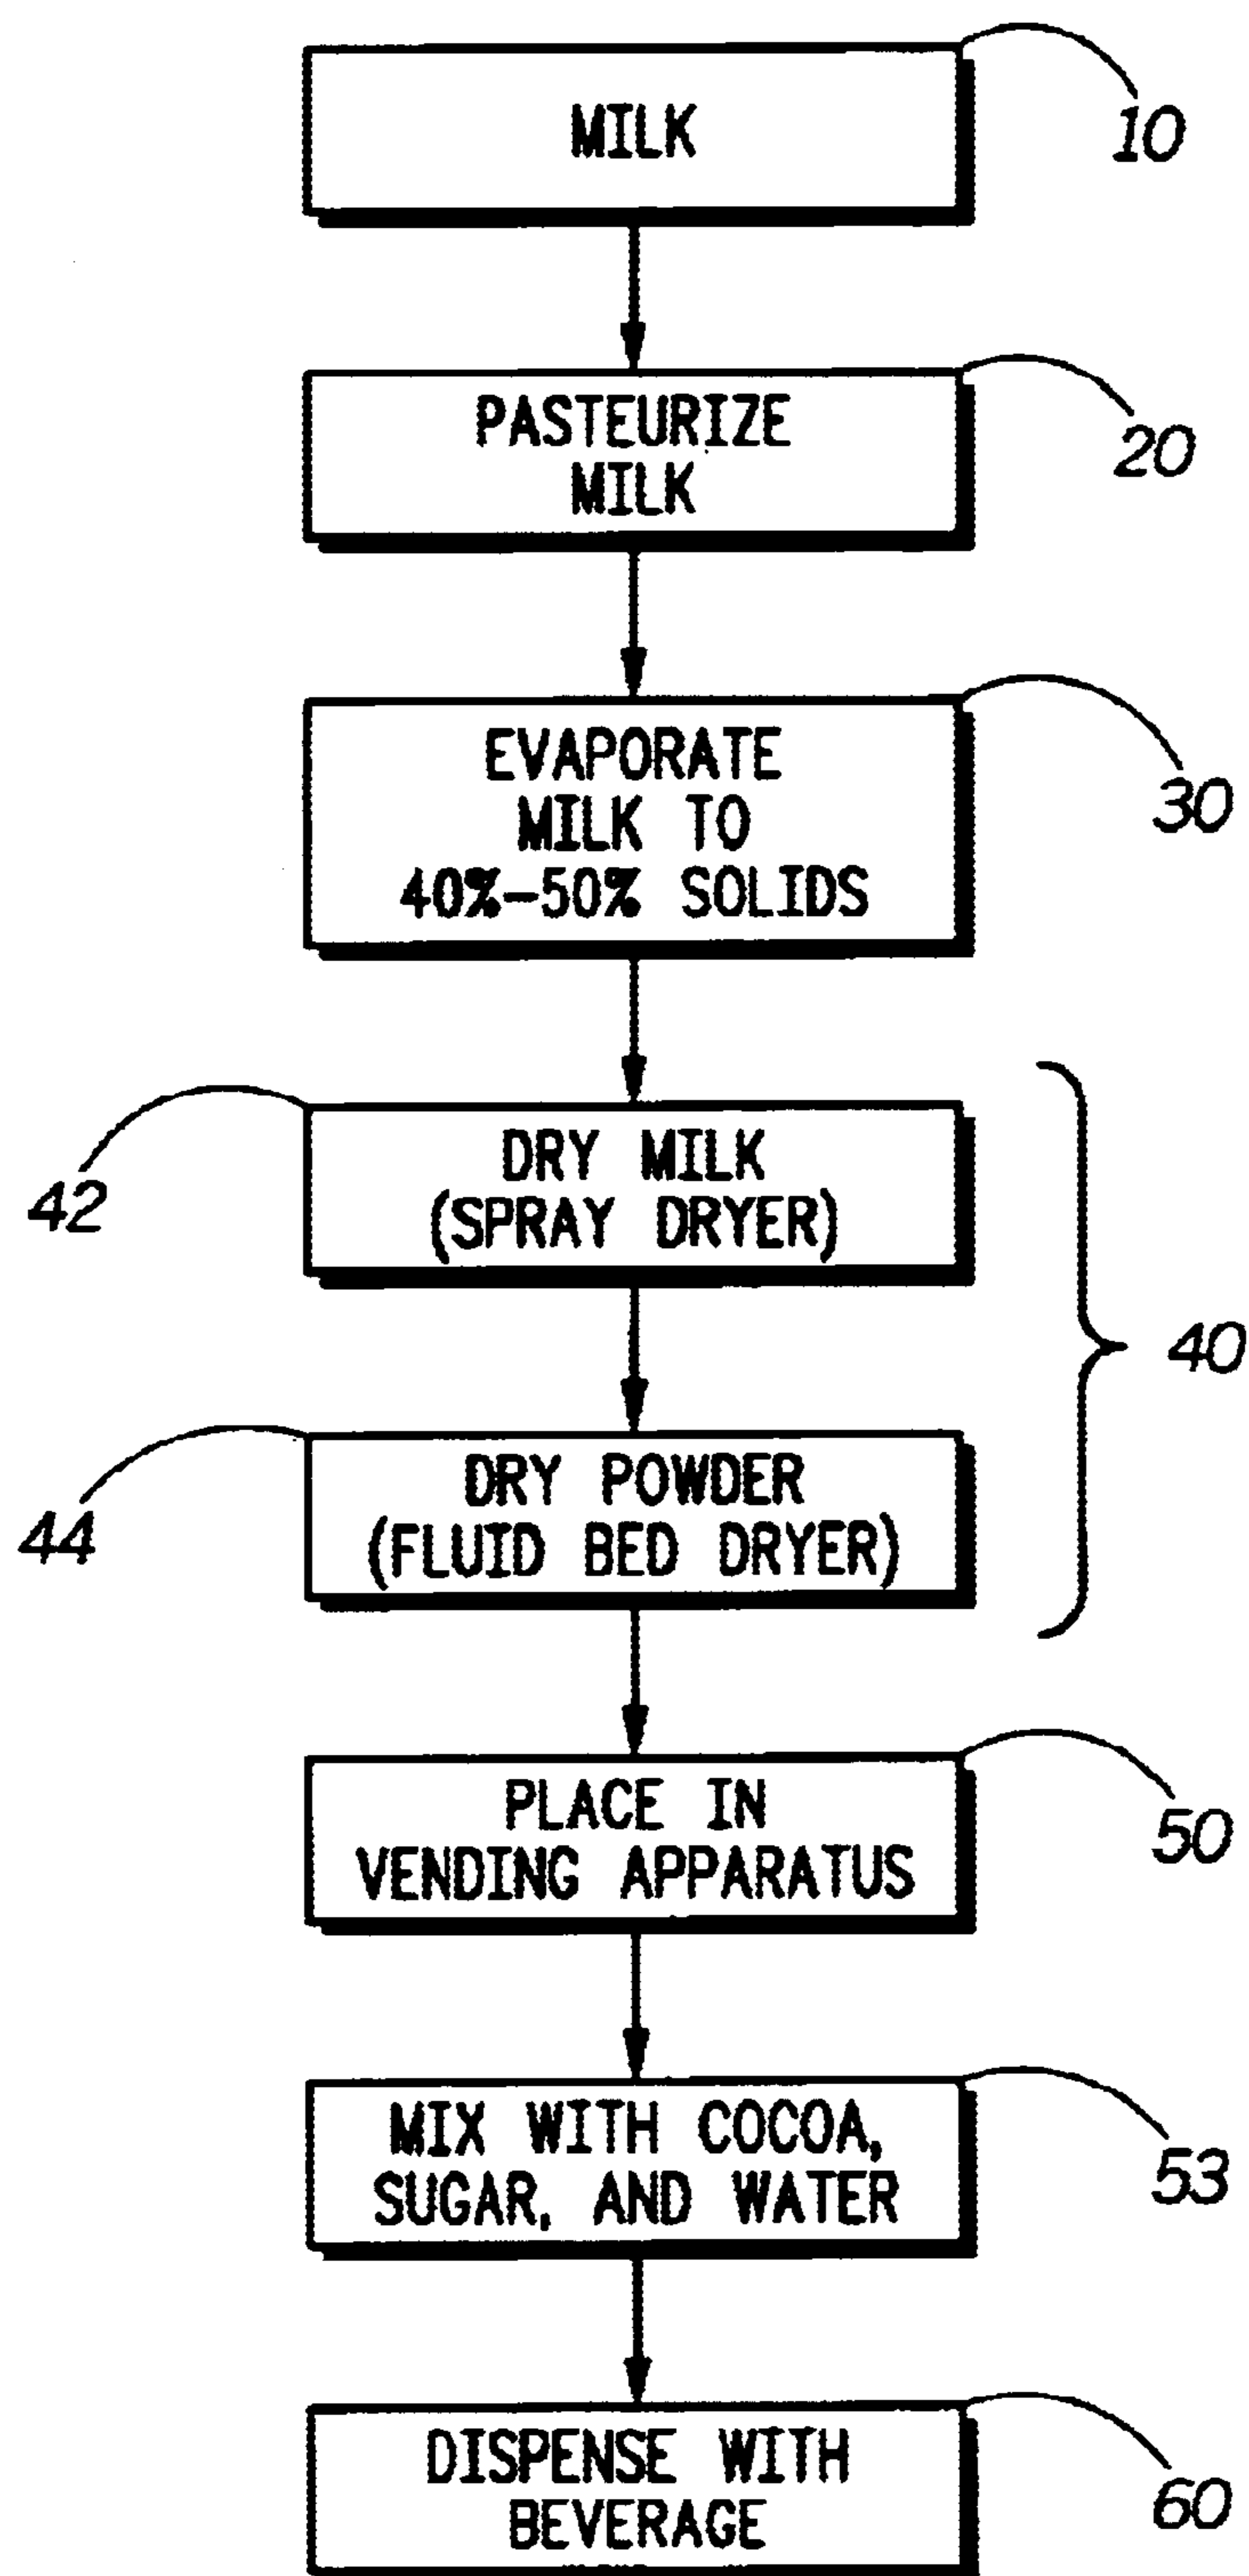 MILK
10
PASTEURIZE
MILK
20
EVAPORATE
MILK TO
40%-50% SOLIDS
30
DRY MILK
(SPRAY DRYER)
42
40
DRY POWDER
(FLUID BED DRYER)
44
PLACE IN
VENDING APPARATUS
50
MIX WITH COCOA,
SUGAR, AND WATER
53
DISPENSE WITH
BEVERAGE
60